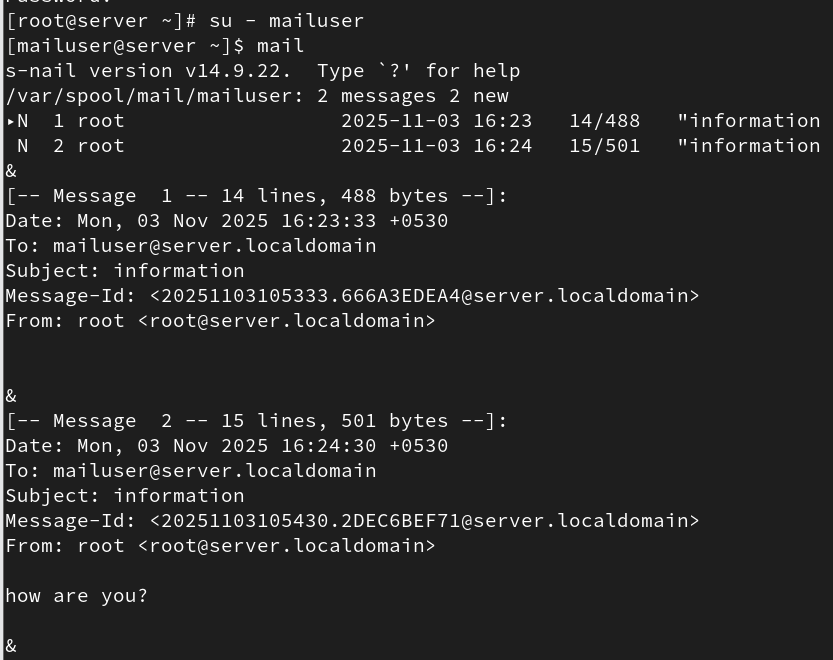 [root@server ~]# su - mailuser
[mailuser@server ~]$ mail
s-nail version v14.9.22.  Type `?' for help
/var/spool/mail/mailuser: 2 messages 2 new
▸N  1 root                  2025-11-03 16:23   14/488   "information
 N  2 root                  2025-11-03 16:24   15/501   "information
&
[-- Message  1 -- 14 lines, 488 bytes --]:
Date: Mon, 03 Nov 2025 16:23:33 +0530
To: mailuser@server.localdomain
Subject: information
Message-Id: <20251103105333.666A3EDEA4@server.localdomain>
From: root <root@server.localdomain>
&
[-- Message  2 -- 15 lines, 501 bytes --]:
Date: Mon, 03 Nov 2025 16:24:30 +0530
To: mailuser@server.localdomain
Subject: information
Message-Id: <20251103105430.2DEC6BEF71@server.localdomain>
From: root <root@server.localdomain>
how are you?
&